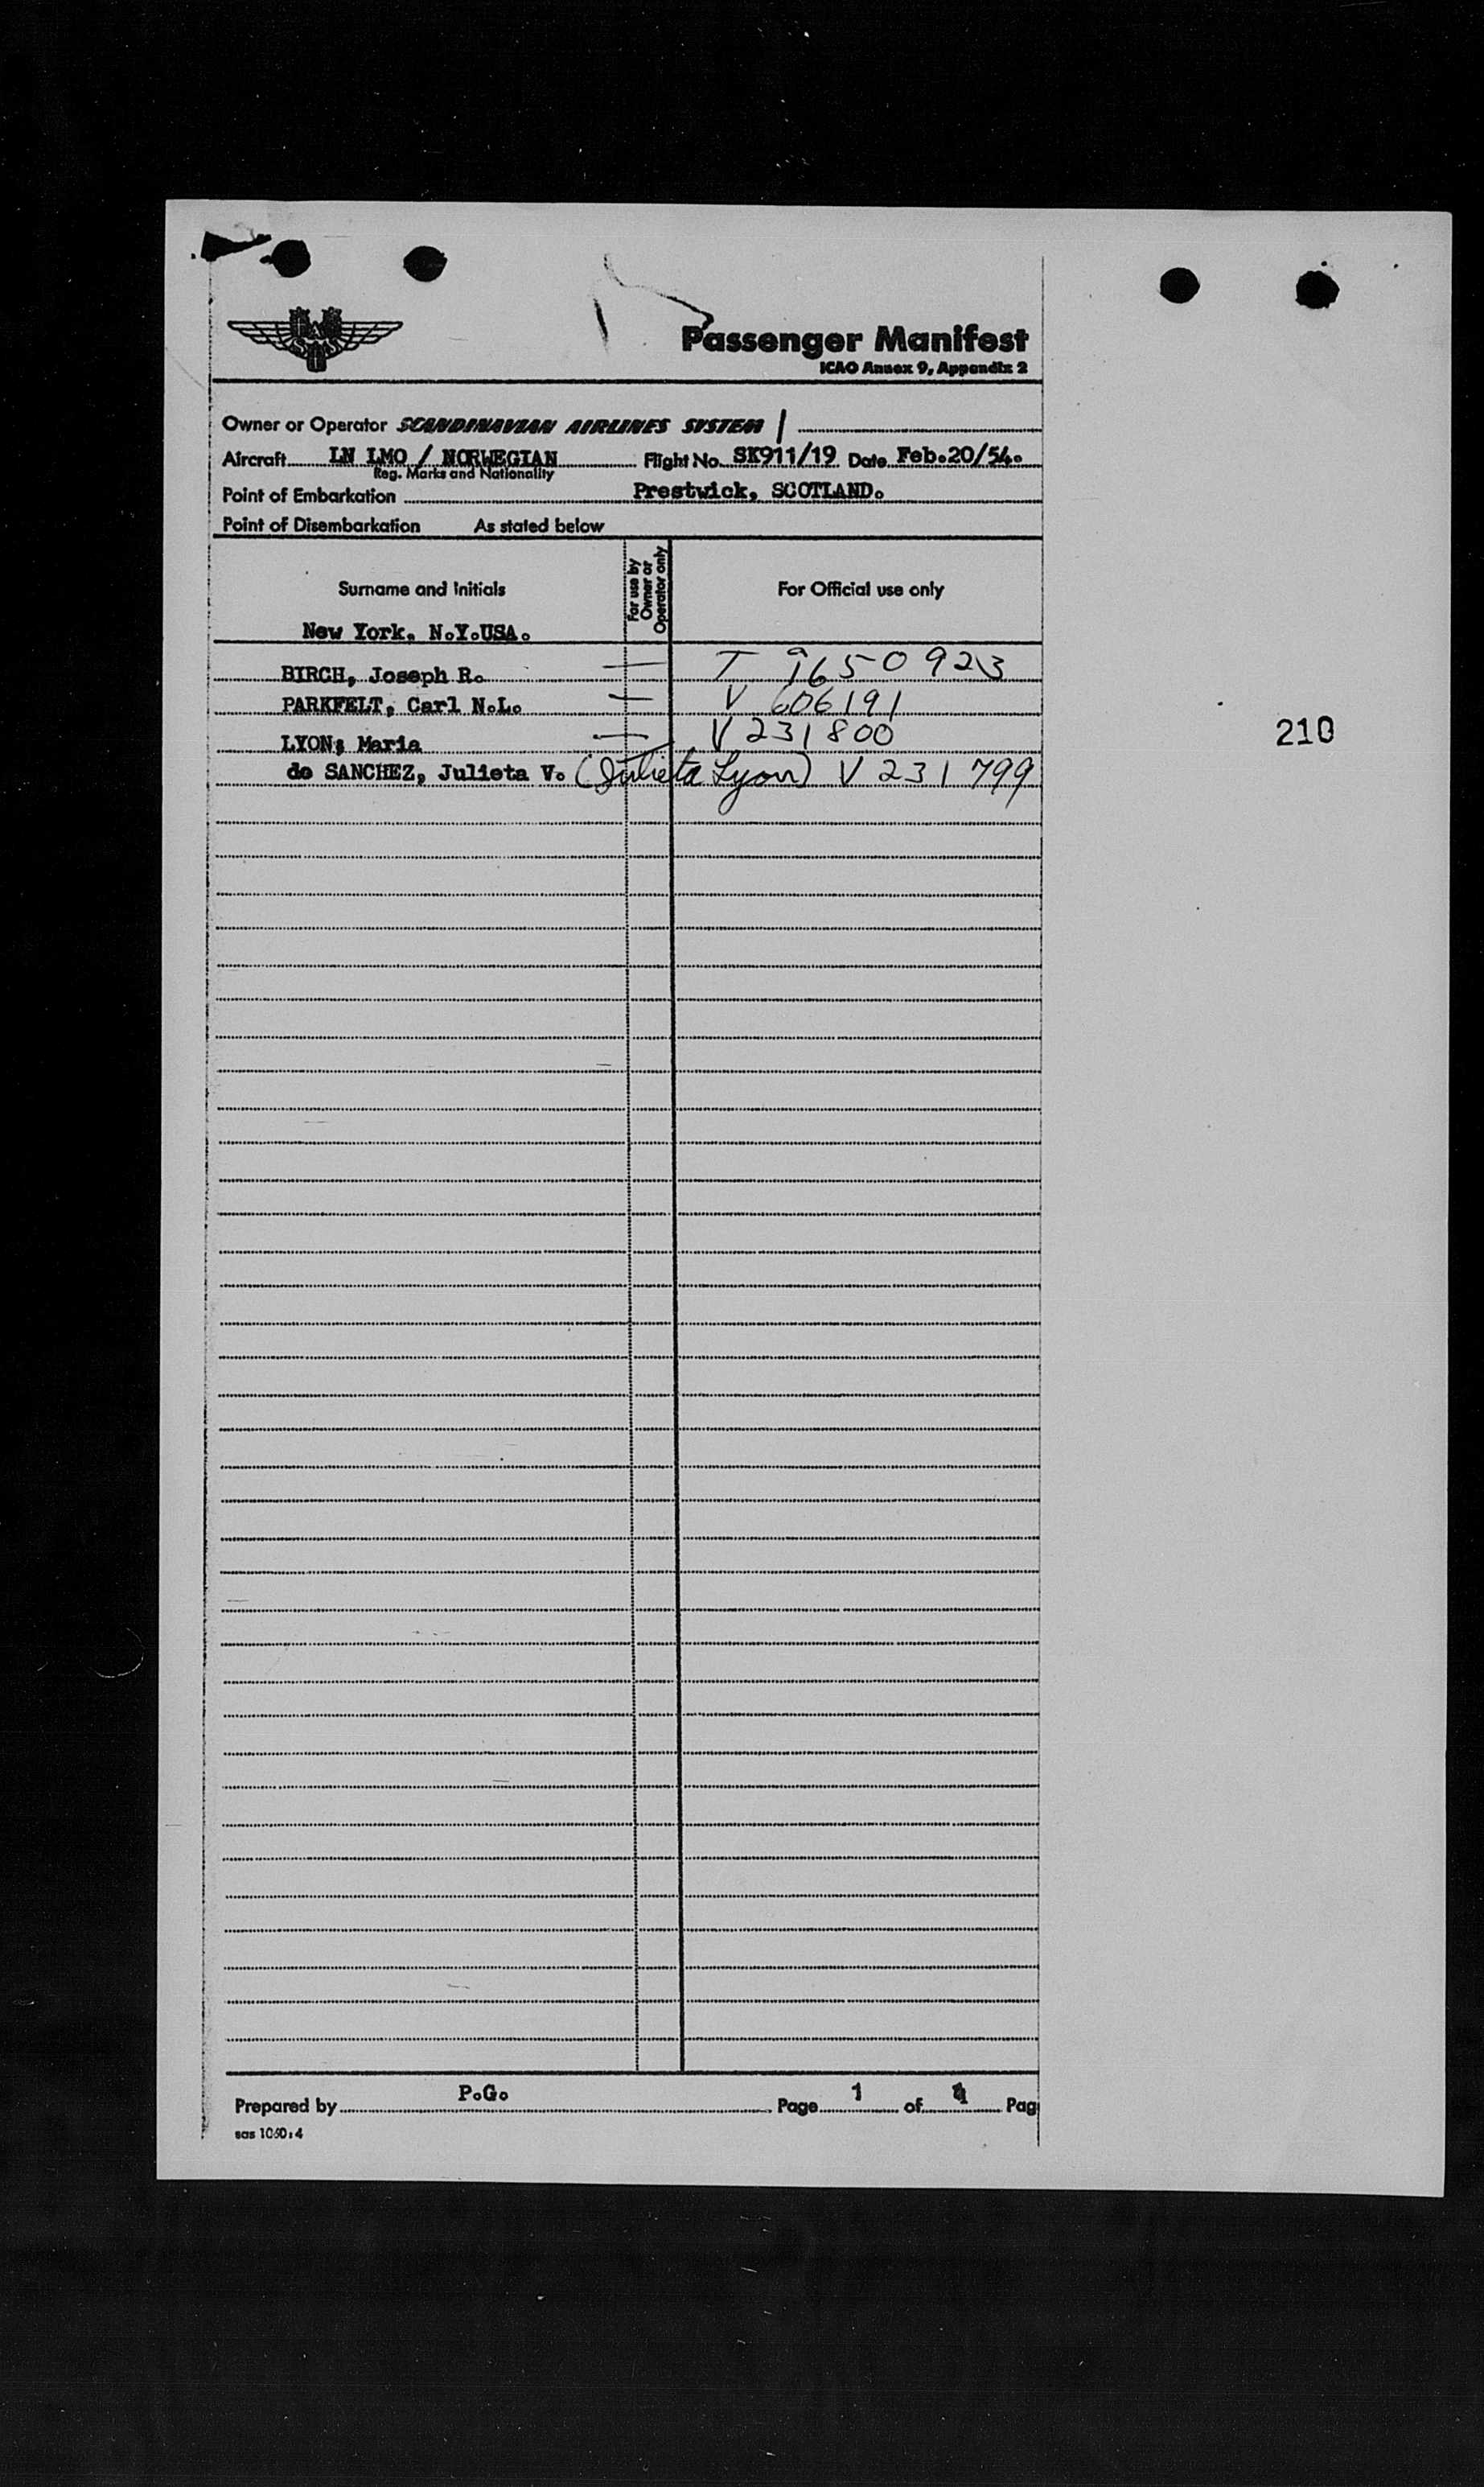 SAS
Passenger Manifest
ICAO Annex 9, Appendix 2
Owner or Operator SCANDINAVIAN AIRLINES SYSTEM
Aircraft LN LMO / NORWEGIAN Flight No. SK911/19 Date Feb.20/54.
Reg. Marks and Nationality
Point of Embarkation Prestwick, SCOTLAND.
Point of Disembarkation As stated below
Surname and Initials For use by Owner or Operator only For Official use only
New York, N.Y.USA.
BIRCH, Joseph R. — T 9650923
PARKFELT, Carl N.L. — V 606191
LYON; Maria — V 231800
de SANCHEZ, Julieta V. (Julieta Lyon) V 231799
210
Prepared by P.G. Page 1 of Pag
sas 1060:4